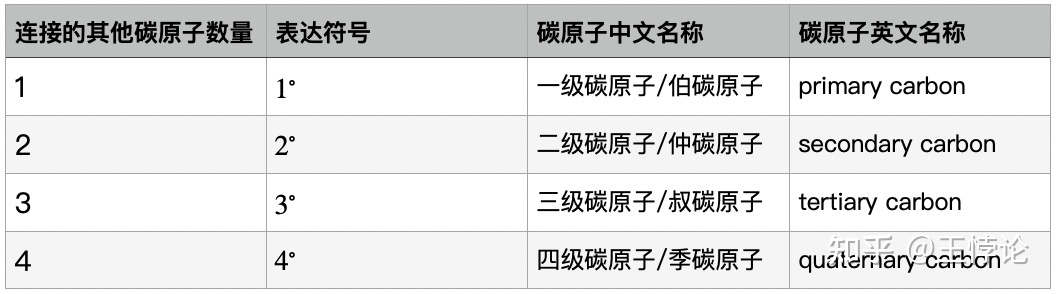 连接的其他碳原子数量 表达符号 碳原子中文名称 碳原子英文名称
1 1° 一级碳原子/伯碳原子 primary carbon
2 2° 二级碳原子/仲碳原子 secondary carbon
3 3° 三级碳原子/叔碳原子 tertiary carbon
4 4° 四级碳原子/季碳原子 quaternary carbon
知乎 @王悖论